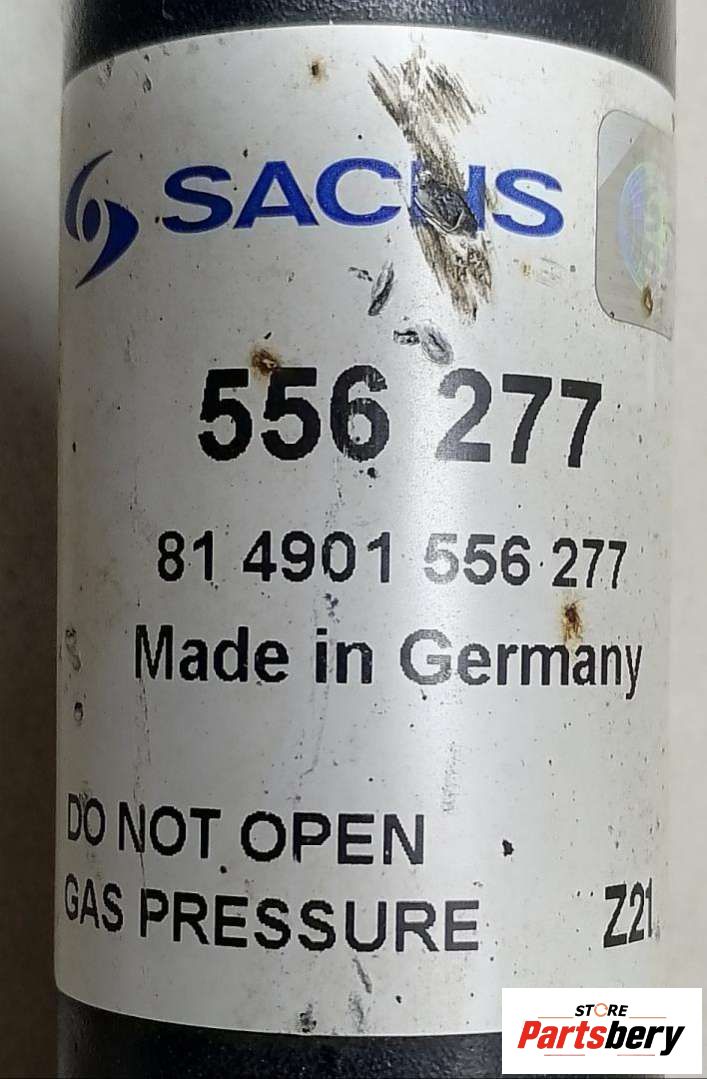 SACHS
556 277
81 4901 556 277
Made in Germany
DO NOT OPEN
GAS PRESSURE Z21
STORE
Partsbery